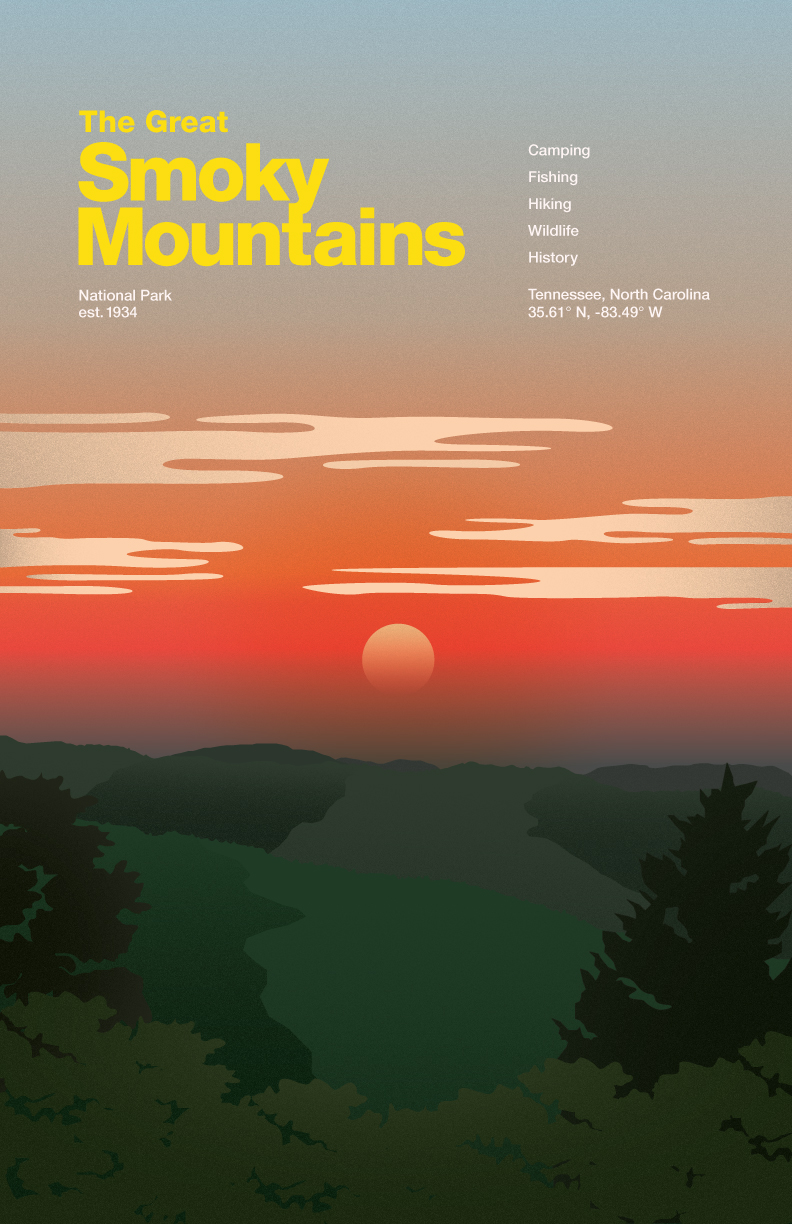 The Great
Smoky
Mountains
National Park
est. 1934
Camping
Fishing
Hiking
Wildlife
History
Tennessee, North Carolina
35.61° N, -83.49° W